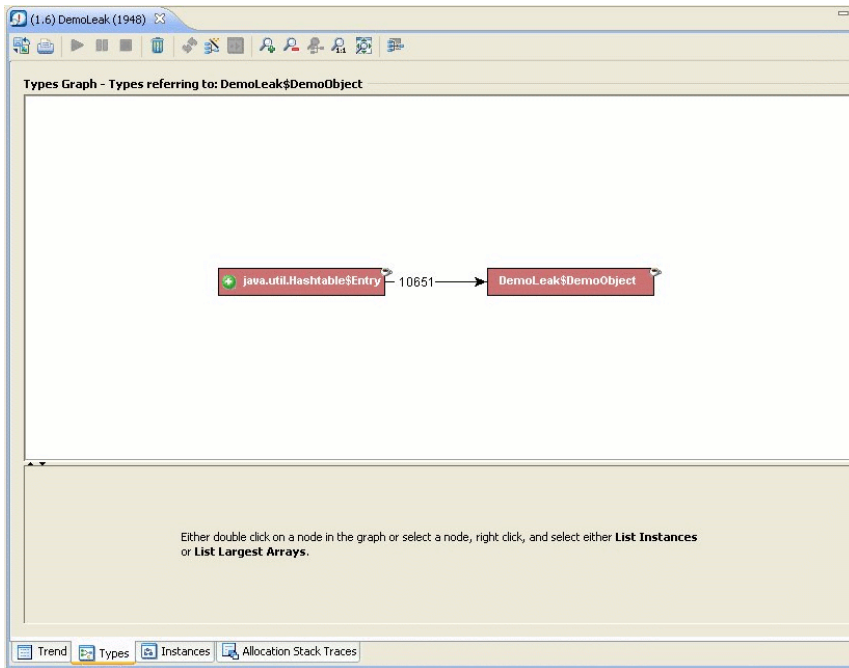 (1.6) DemoLeak (1948)
Types Graph - Types referring to: DemoLeak$DemoObject
java.util.Hashtable$Entry 10651 DemoLeak$DemoObject
Either double click on a node in the graph or select a node, right click, and select either List Instances
or List Largest Arrays.
Trend Types Instances Allocation Stack Traces